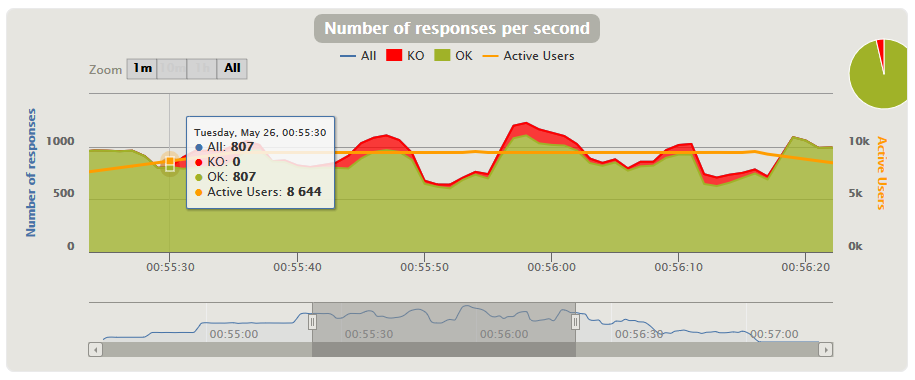 Number of responses per second
All KO OK Active Users
Zoom 1m 10m 1h All
Number of responses
1000
500
0
10k
5k
0k
Active Users
Tuesday, May 26, 00:55:30
All: 807
KO: 0
OK: 807
Active Users: 8 644
00:55:30 00:55:40 00:55:50 00:56:00 00:56:10 00:56:20
00:55:00 00:55:30 00:56:00 00:56:30 00:57:00